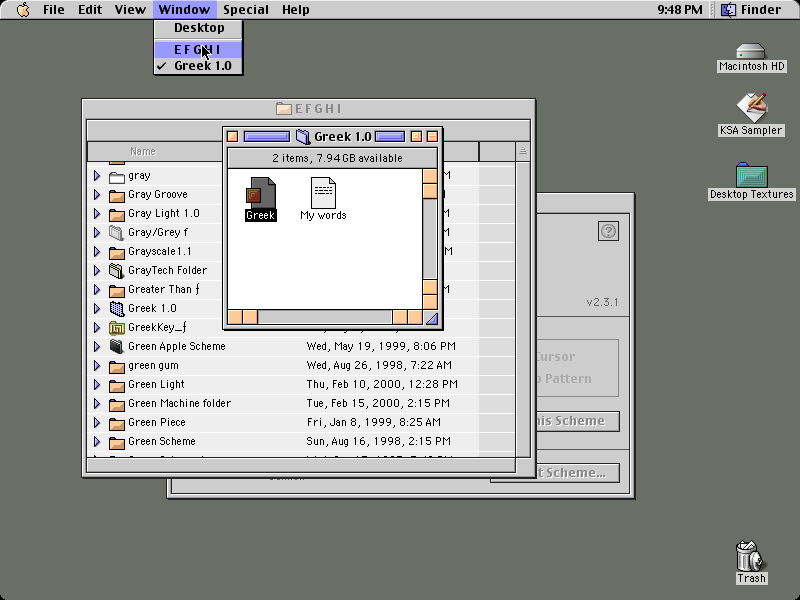 File Edit View Window Special Help 9:48 PM Finder
Desktop
E F G H I
✓ Greek 1.0
Macintosh HD
KSA Sampler
Desktop Textures
Trash
E F G H I
Name
gray
Gray Groove
Gray Light 1.0
Gray/Grey f
Grayscale1.1
GrayTech Folder
Greater Than ƒ
Greek 1.0
GreekKey_ƒ
Green Apple Scheme Wed, May 19, 1999, 8:06 PM
green gum Wed, Aug 26, 1998, 7:22 AM
Green Light Thu, Feb 10, 2000, 12:28 PM
Green Machine folder Tue, Feb 15, 2000, 2:15 PM
Green Piece Fri, Jan 8, 1999, 8:25 AM
Green Scheme Sun, Aug 16, 1998, 2:15 PM
Greek 1.0
2 items, 7.94 GB available
Greek
My words
?
v2.3.1
Cursor
Pattern
his Scheme
Scheme...